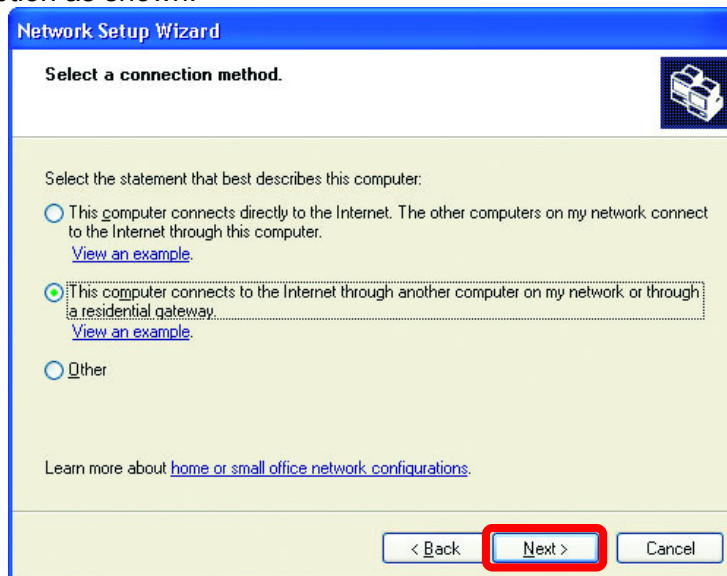 as shown.
Network Setup Wizard
Select a connection method.
Select the statement that best describes this computer:
This computer connects directly to the Internet. The other computers on my network connect
to the Internet through this computer.
View an example.
This computer connects to the Internet through another computer on my network or through
a residential gateway.
View an example.
Other
Learn more about home or small office network configurations.
< Back Next > Cancel